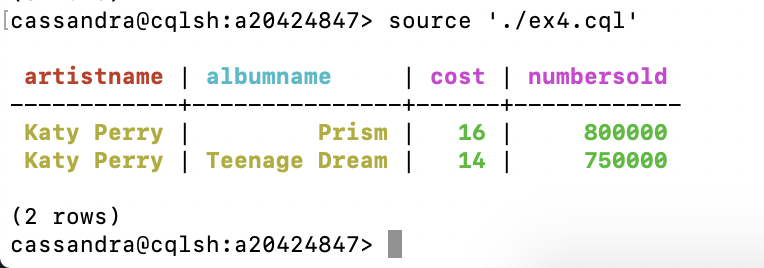 [cassandra@cqlsh:a20424847> source './ex4.cql'
artistname | albumname | cost | numbersold
-----------+---------------+------+------------
Katy Perry | Prism | 16 | 800000
Katy Perry | Teenage Dream | 14 | 750000
(2 rows)
cassandra@cqlsh:a20424847>